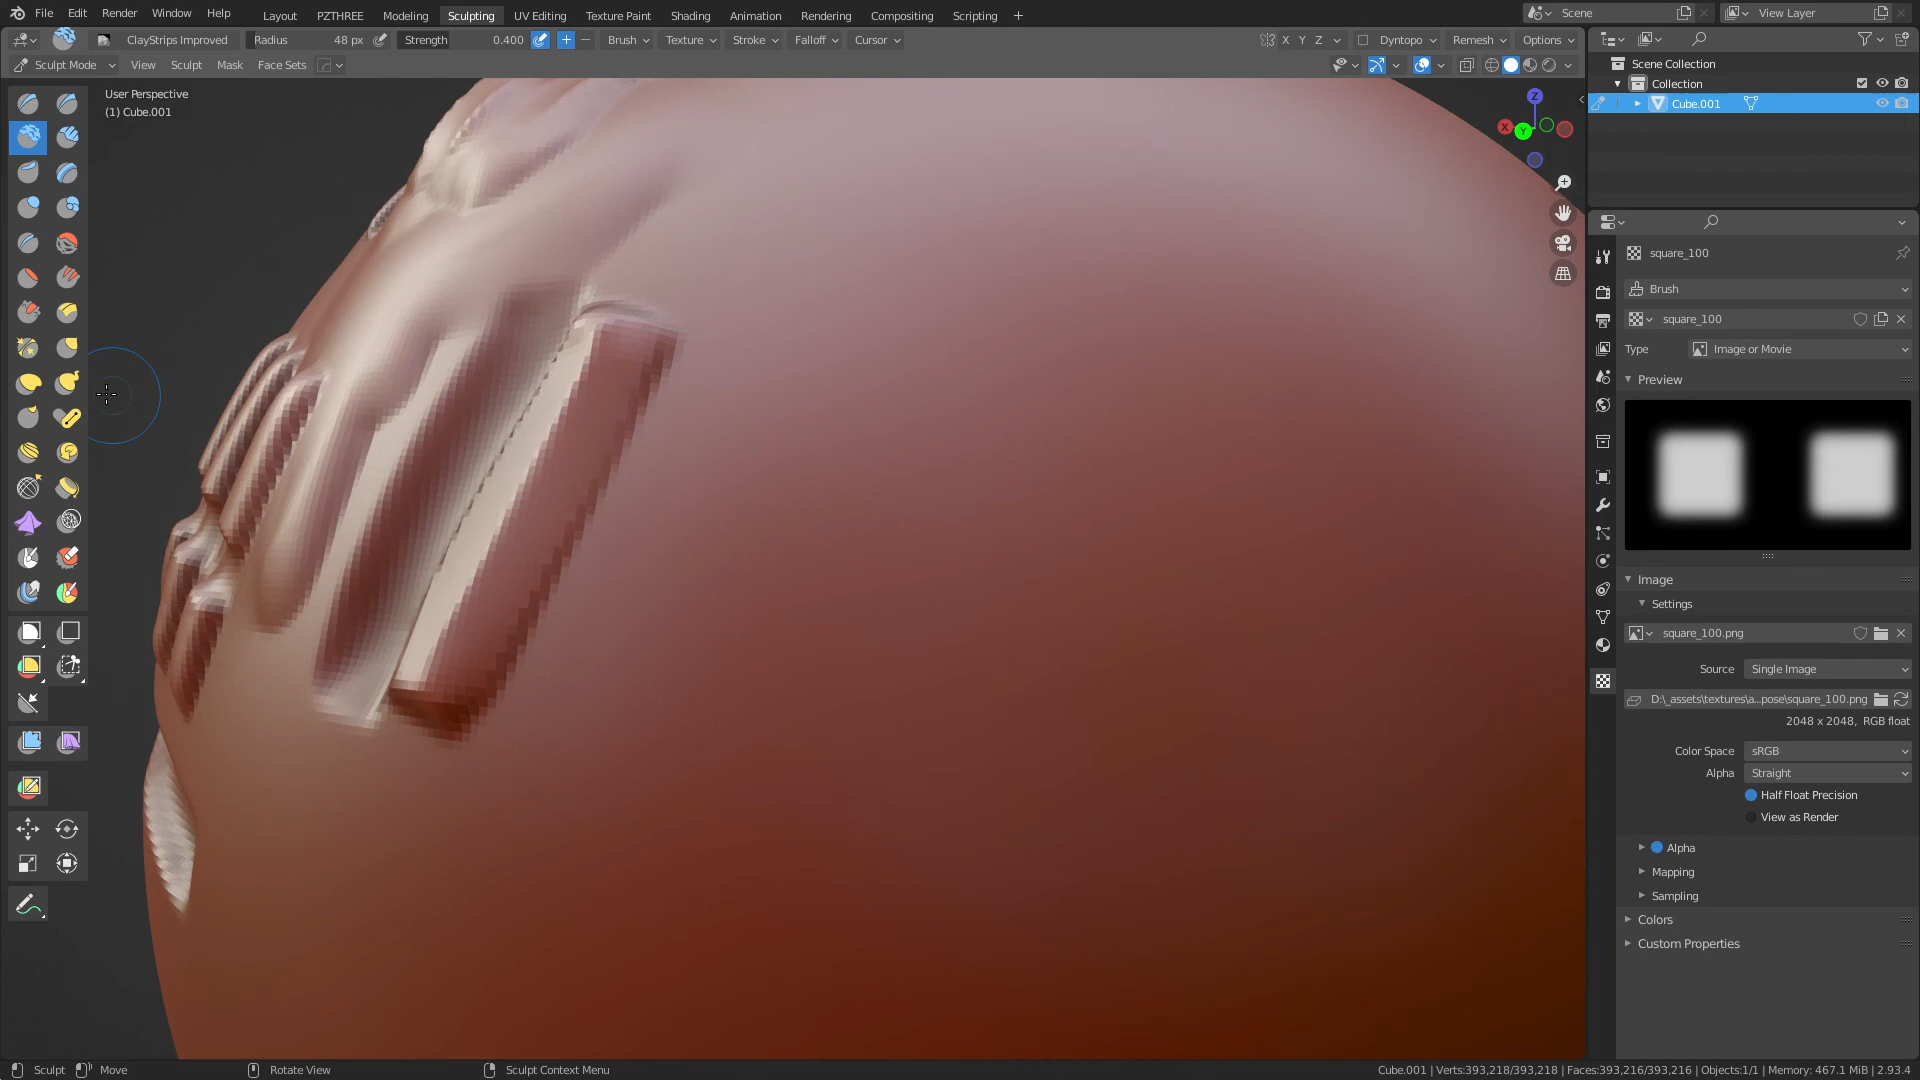 File Edit Render Window Help Layout PZTHREE Modeling Sculpting UV Editing Texture Paint Shading Animation Rendering Compositing Scripting + Scene View Layer
ClayStrips Improved Radius 48 px Strength 0.400 + − Brush Texture Stroke Falloff Cursor X Y Z Dyntopo Remesh Options
Sculpt Mode View Sculpt Mask Face Sets
User Perspective
(1) Cube.001
Z
X
Y
Scene Collection
Collection
Cube.001
square_100
Brush
square_100
Type Image or Movie
Preview
Image
Settings
square_100.png
Source Single Image
D:\_assets\textures\a...pose\square_100.png
2048 x 2048, RGB float
Color Space sRGB
Alpha Straight
Half Float Precision
View as Render
Alpha
Mapping
Sampling
Colors
Custom Properties
Sculpt Move Rotate View Sculpt Context Menu Cube.001 | Verts:393,218/393,218 | Faces:393,216/393,216 | Objects:1/1 | Memory: 467.1 MiB | 2.93.4